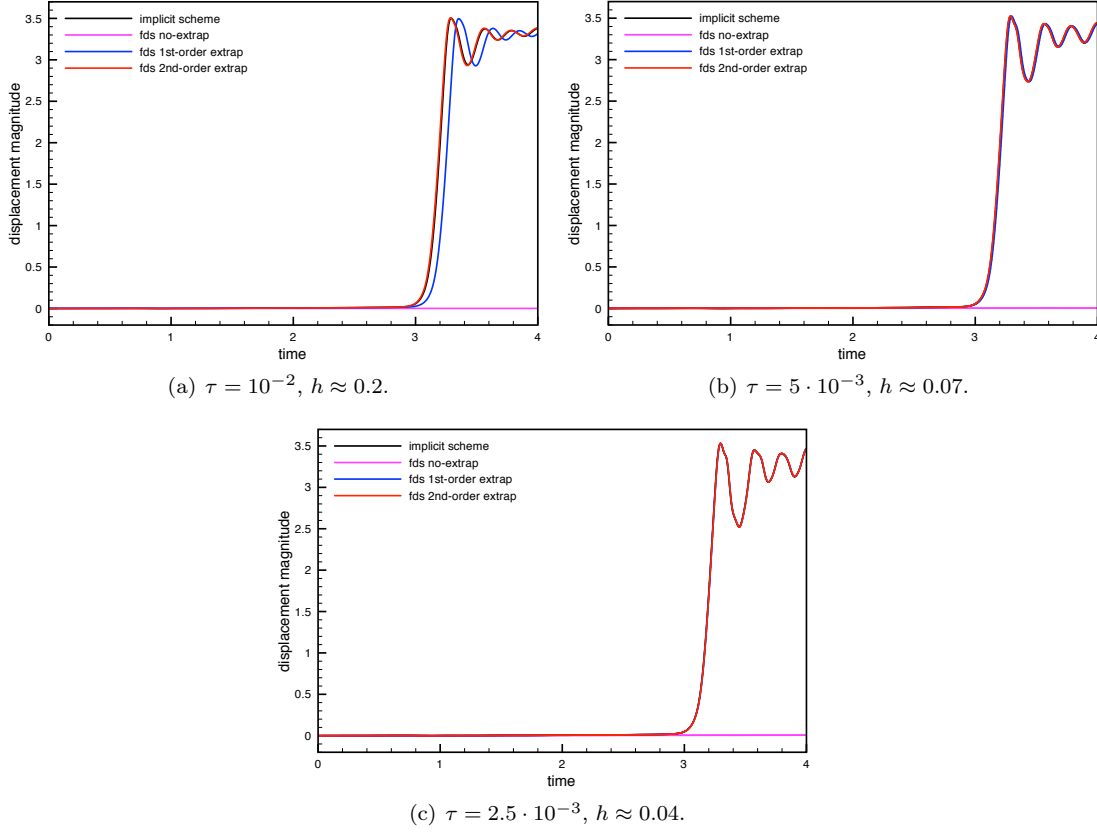 displacement magnitude
3.5
3
2.5
2
1.5
1
0.5
0
implicit scheme
fds no-extrap
fds 1st-order extrap
fds 2nd-order extrap
0
1
2
3
4
time
(a) τ = 10⁻², h ≈ 0.2.
displacement magnitude
3.5
3
2.5
2
1.5
1
0.5
0
implicit scheme
fds no-extrap
fds 1st-order extrap
fds 2nd-order extrap
0
1
2
3
4
time
(b) τ = 5 · 10⁻³, h ≈ 0.07.
displacement magnitude
3.5
3
2.5
2
1.5
1
0.5
0
implicit scheme
fds no-extrap
fds 1st-order extrap
fds 2nd-order extrap
0
1
2
3
4
time
(c) τ = 2.5 · 10⁻³, h ≈ 0.04.